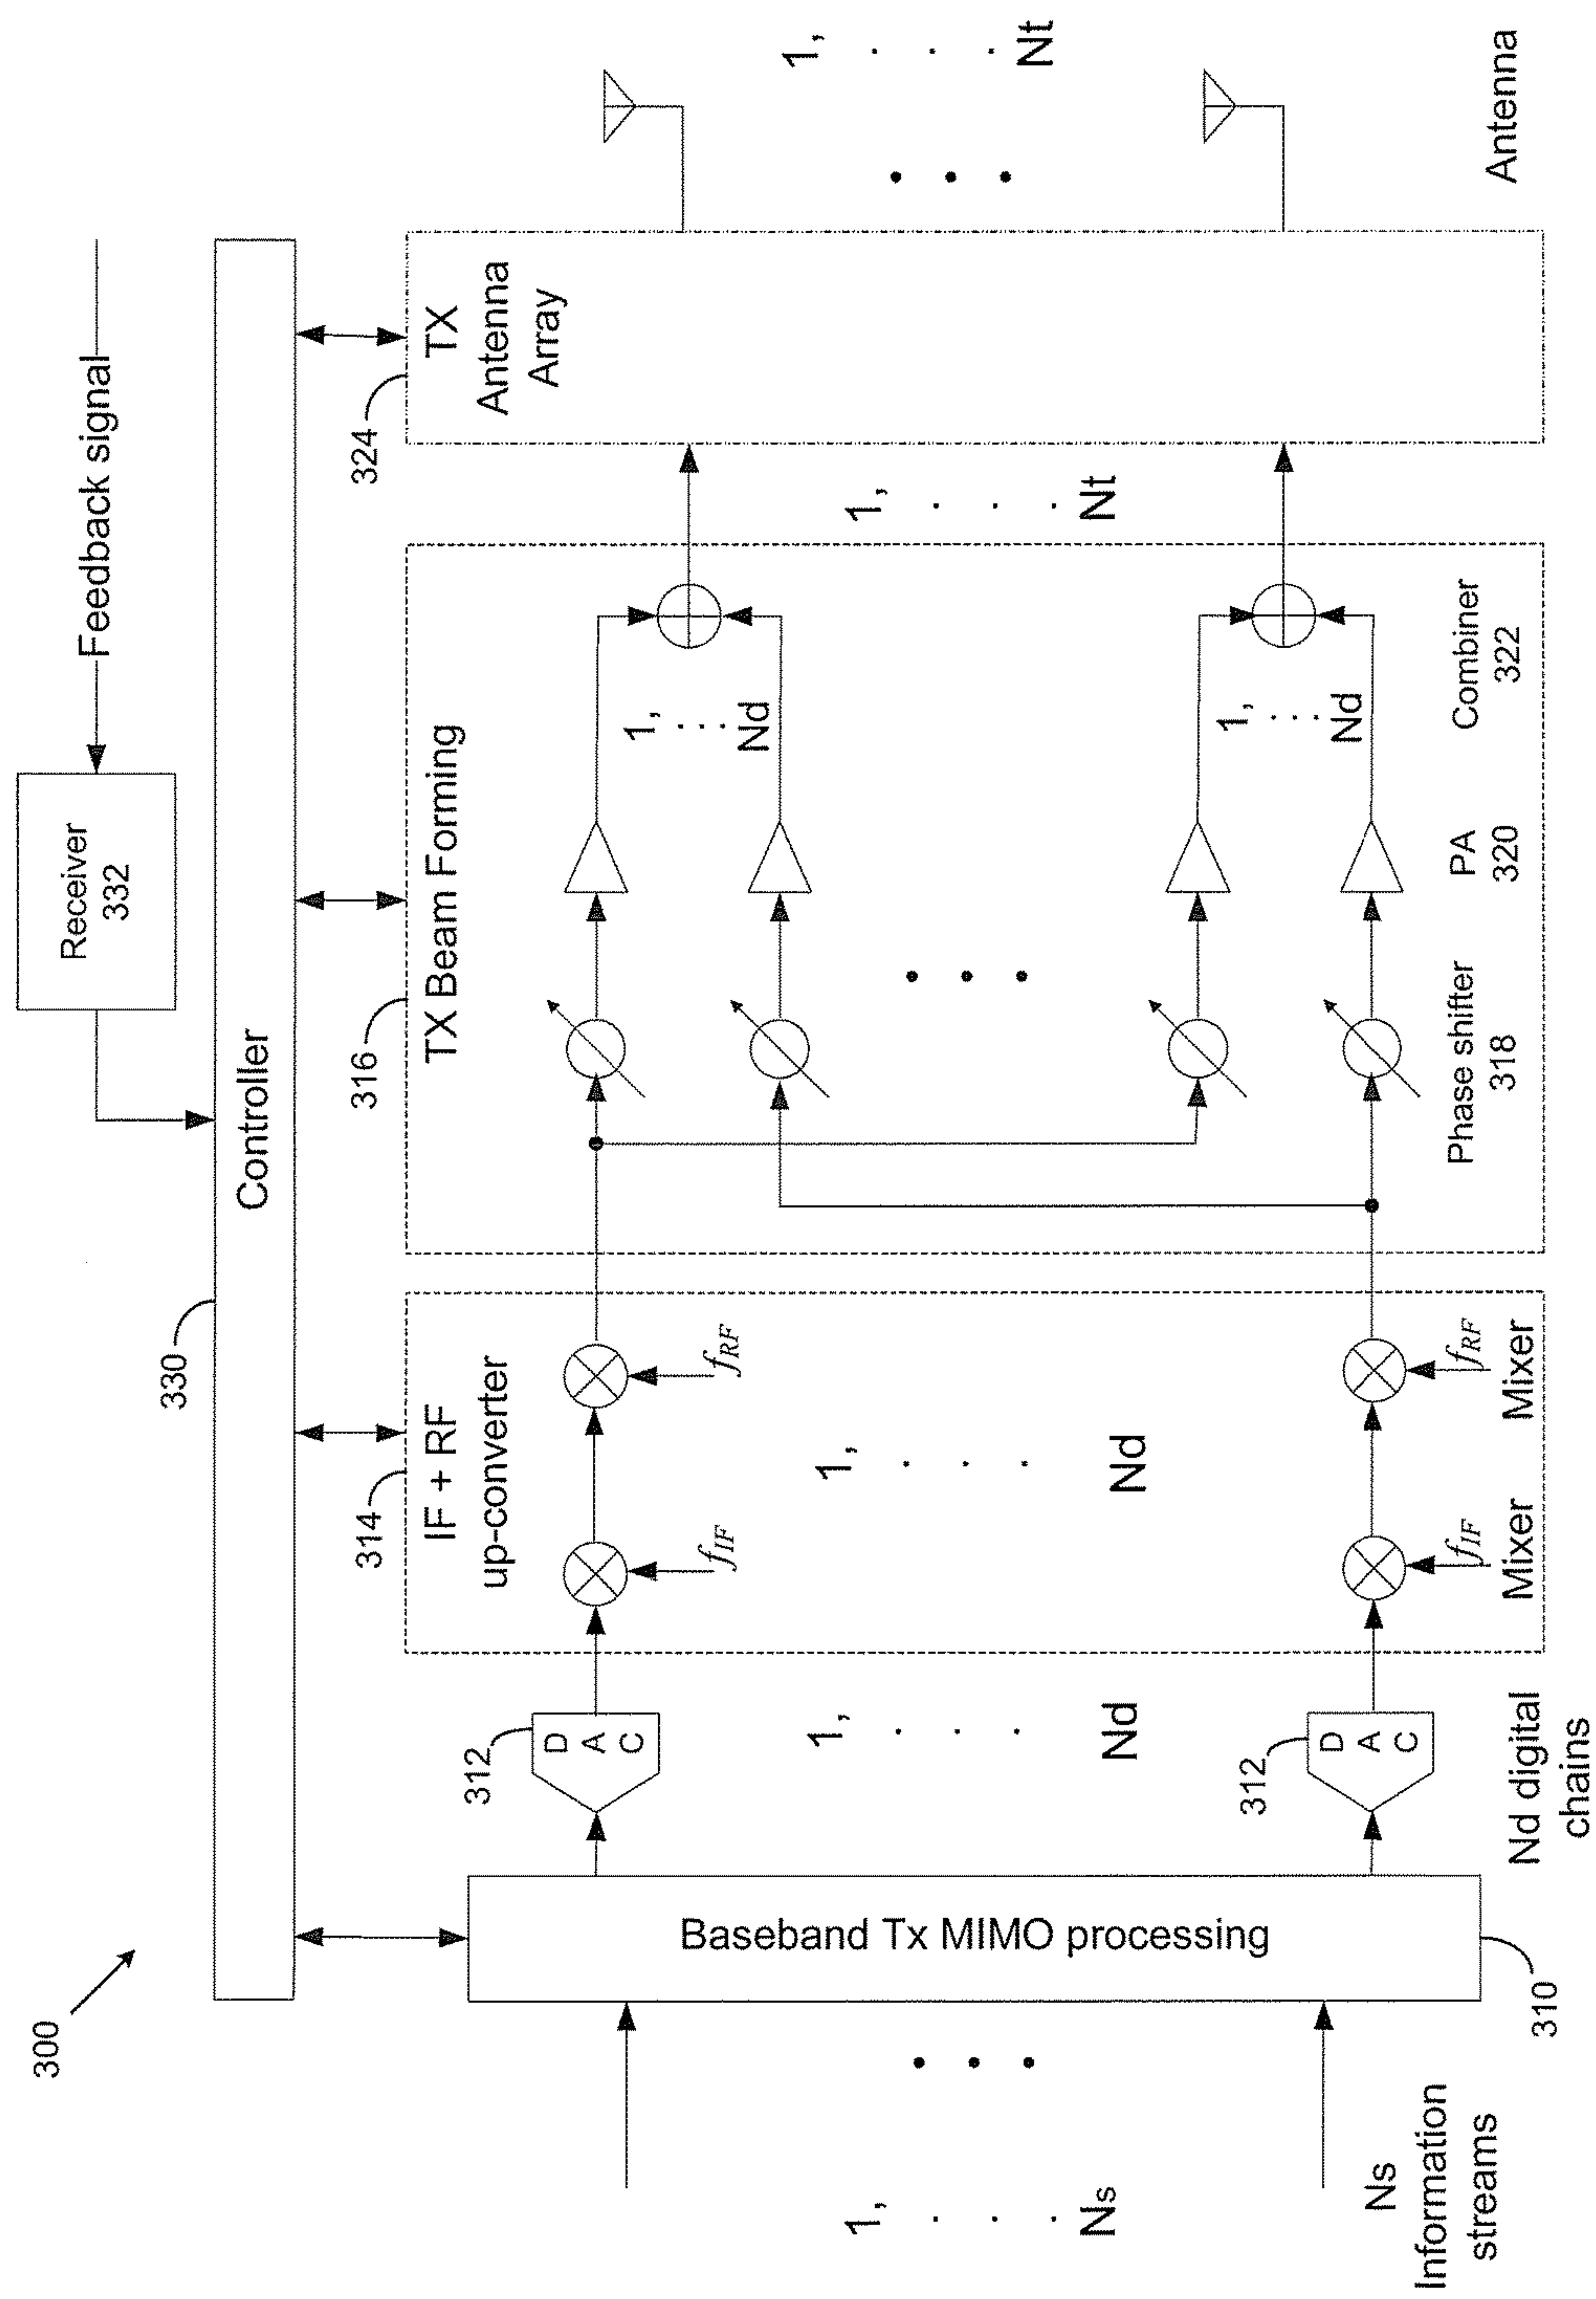 300
Feedback signal
Receiver
332
330
Controller
Ns
Information
streams
1,
. . .
Ns
310
Baseband Tx MIMO processing
312
D
A
C
1,
. . .
Nd
312
D
A
C
Nd digital
chains
314
IF + RF
up-converter
fIF
fRF
1,
. . .
Nd
fIF
fRF
Mixer
Mixer
316
TX Beam Forming
1,
. . .
Nd
1,
. . .
Nd
Phase shifter
318
PA
320
Combiner
322
1,
. . .
Nt
324
TX
Antenna
Array
1,
. . .
Nt
Antenna